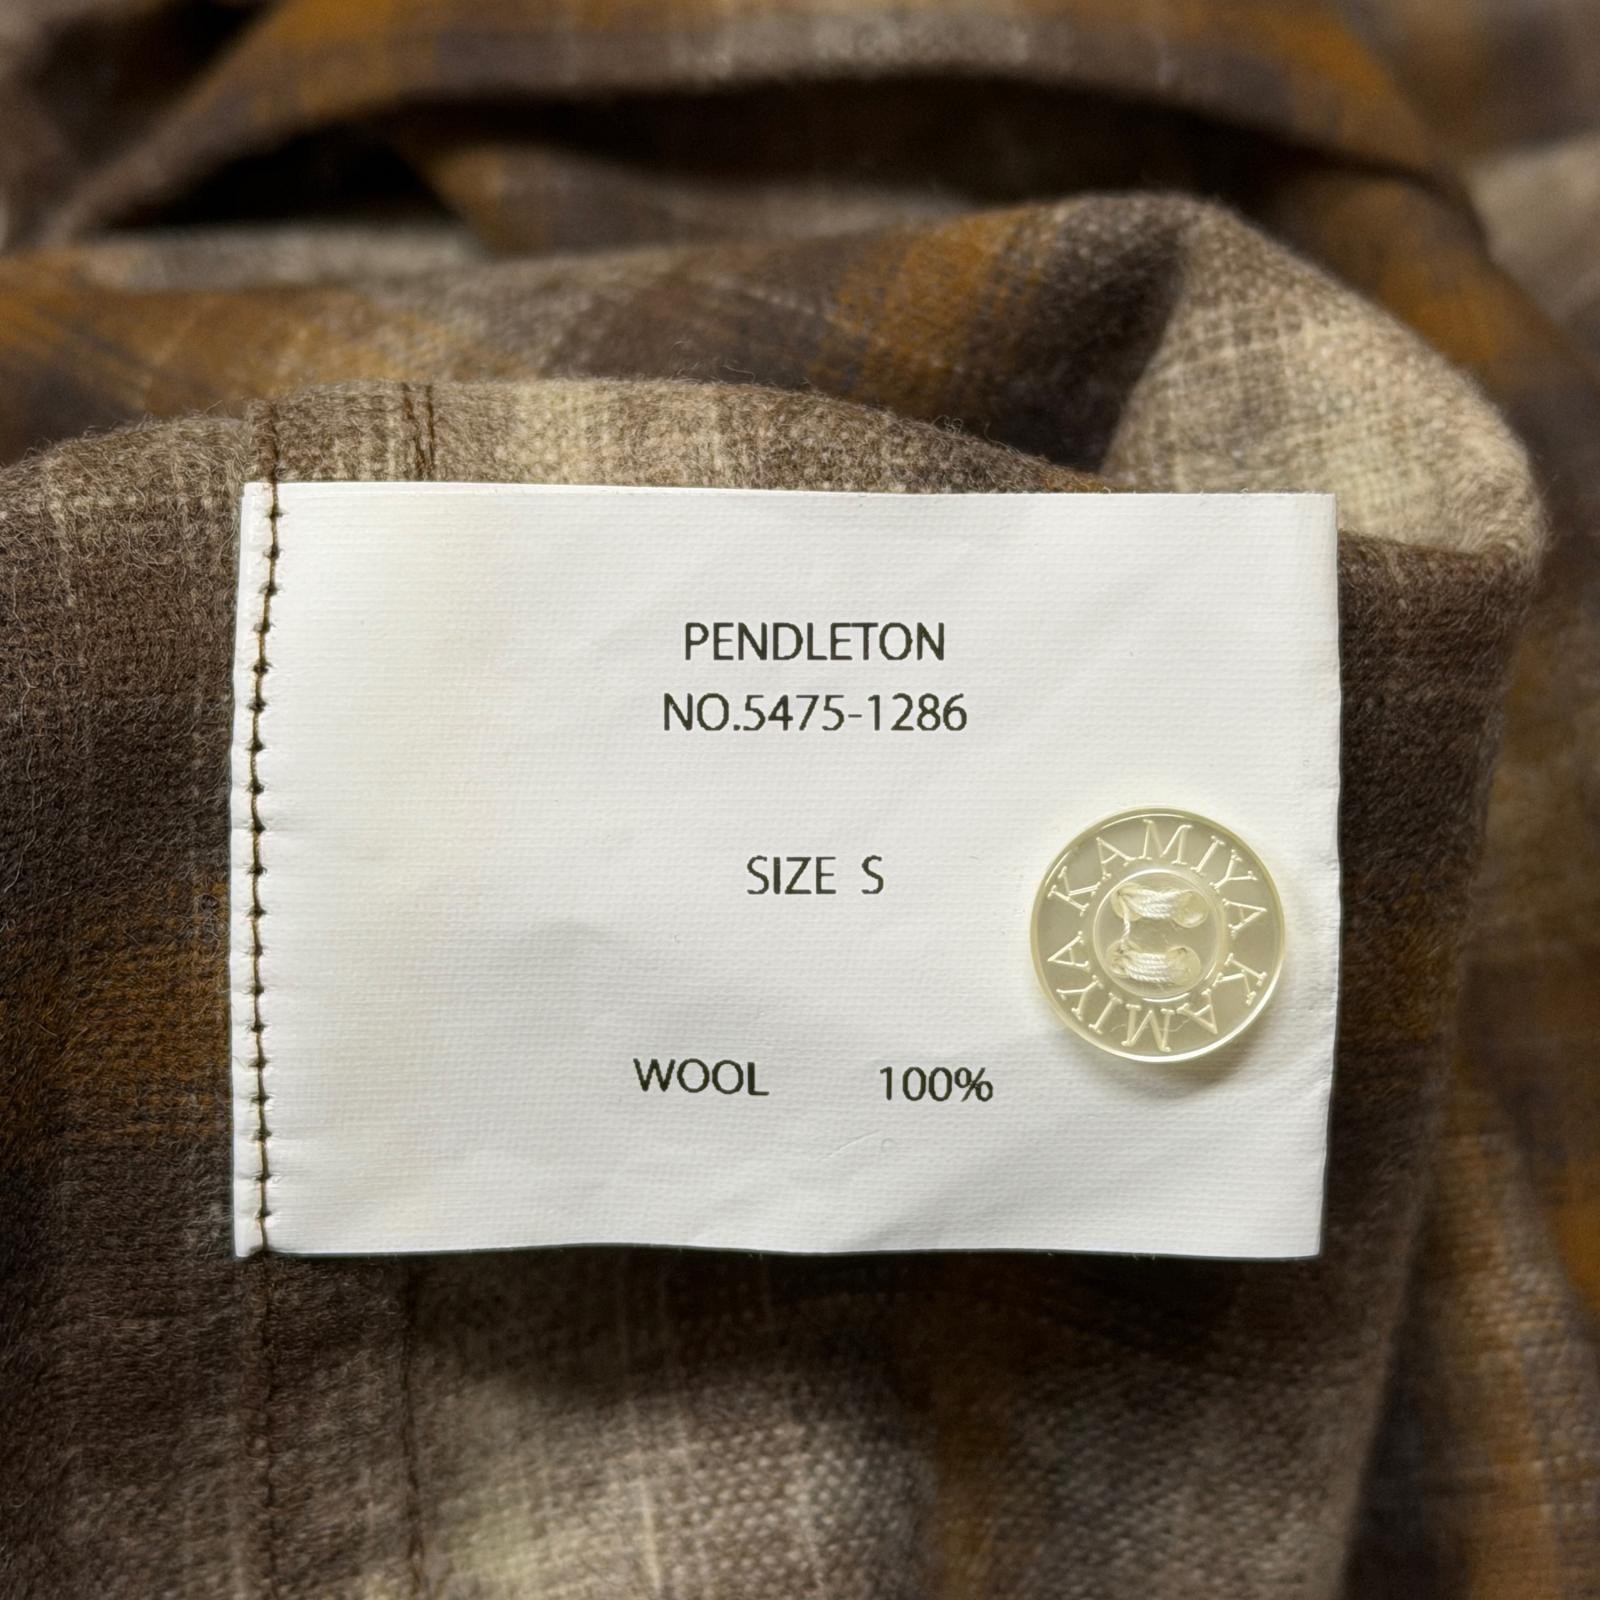 PENDLETON
NO.5475-1286
SIZE S
KAMIYA KAMIYA
WOOL 100%